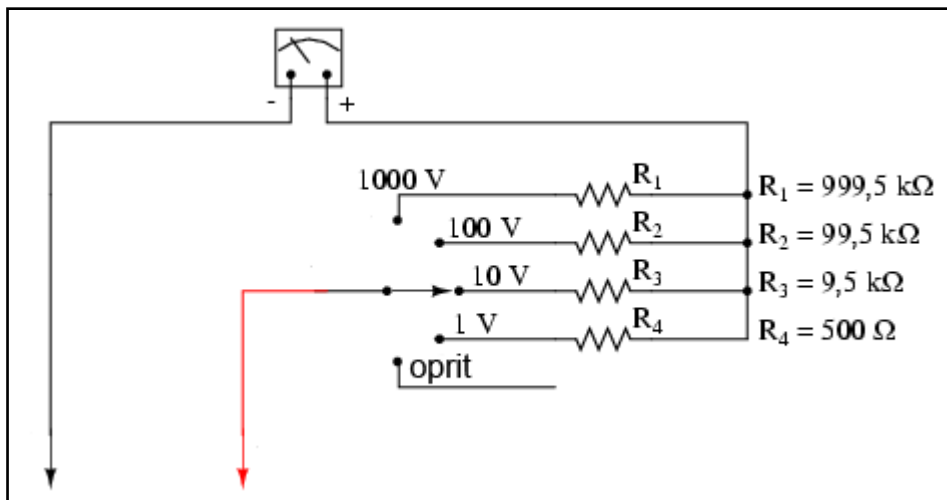 - +
1000 V R₁ R₁ = 999,5 kΩ
100 V R₂ R₂ = 99,5 kΩ
10 V R₃ R₃ = 9,5 kΩ
1 V R₄ R₄ = 500 Ω
oprit